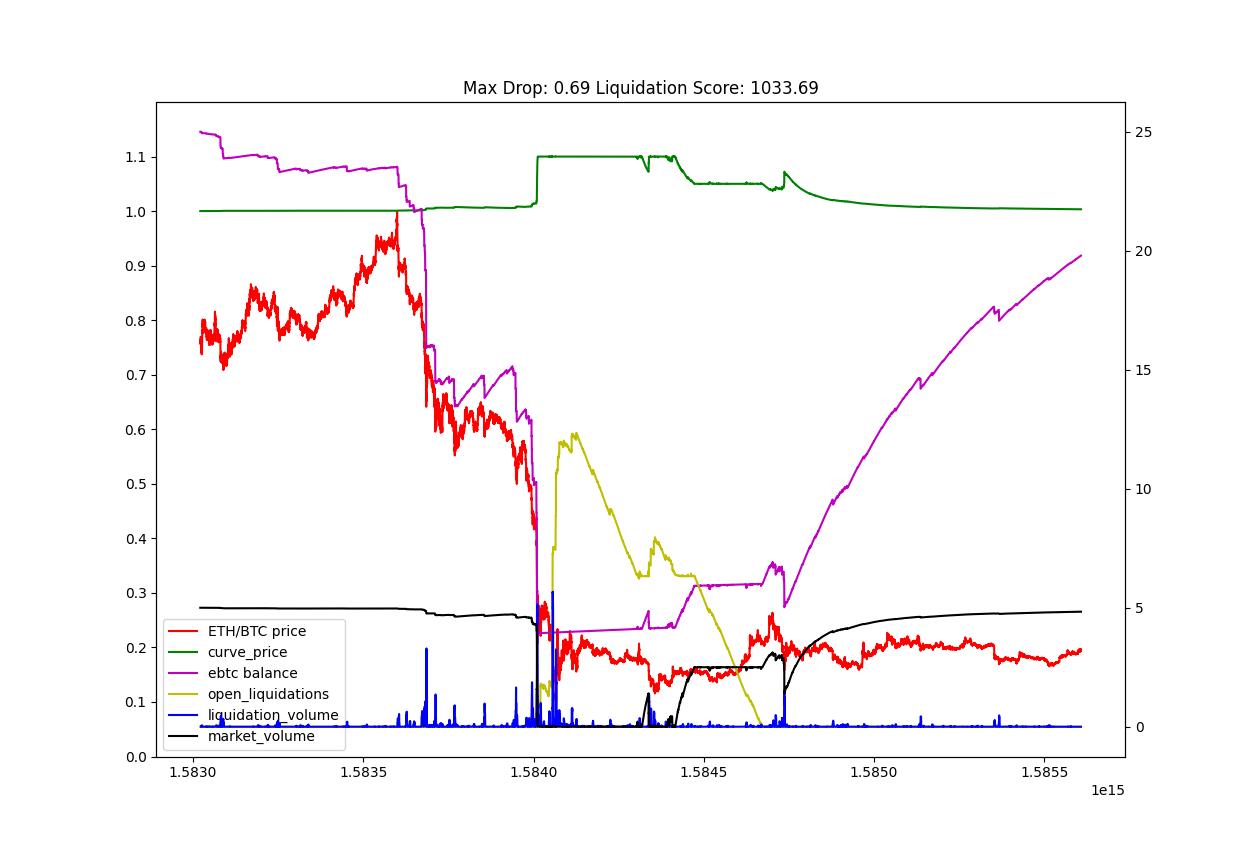 Max Drop: 0.69 Liquidation Score: 1033.69
1.1
1.0
0.9
0.8
0.7
0.6
0.5
0.4
0.3
0.2
0.1
0.0
25
20
15
10
5
0
ETH/BTC price
curve_price
ebtc balance
open_liquidations
liquidation_volume
market_volume
1.5830 1.5835 1.5840 1.5845 1.5850 1.5855
1e15